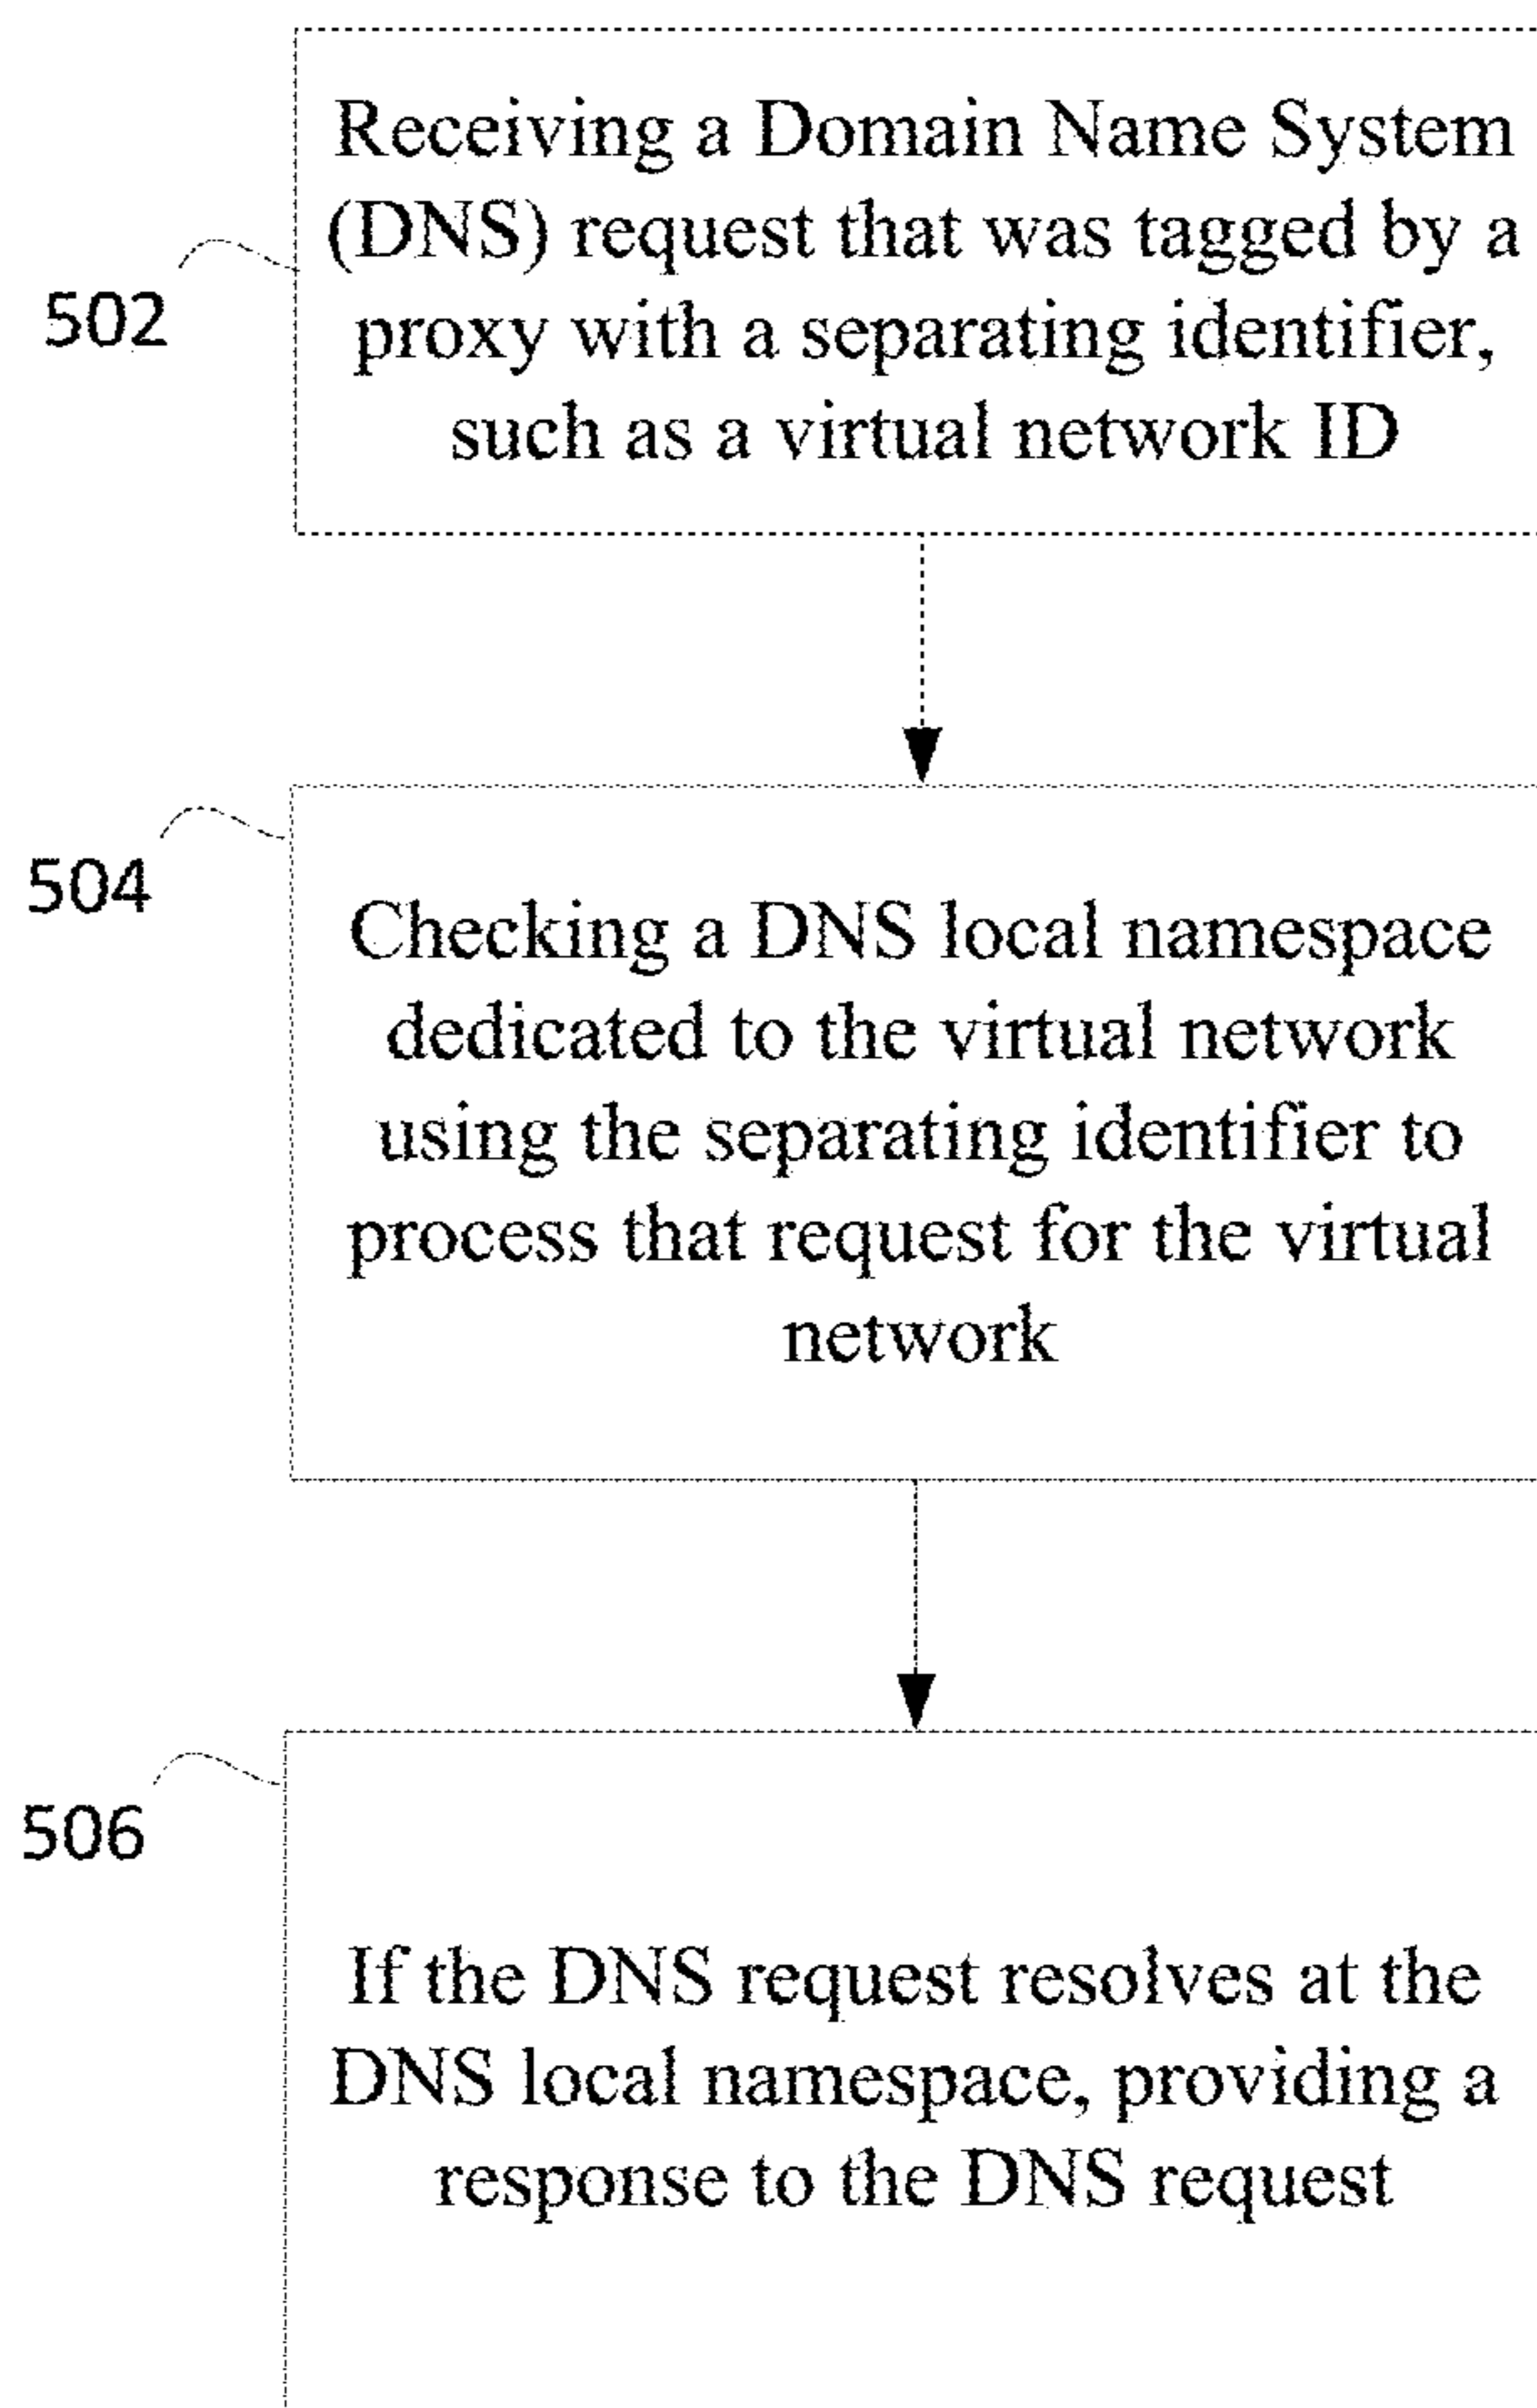 Receiving a Domain Name System
(DNS) request that was tagged by a
proxy with a separating identifier,
such as a virtual network ID
502
Checking a DNS local namespace
dedicated to the virtual network
using the separating identifier to
process that request for the virtual
network
504
If the DNS request resolves at the
DNS local namespace, providing a
response to the DNS request
506